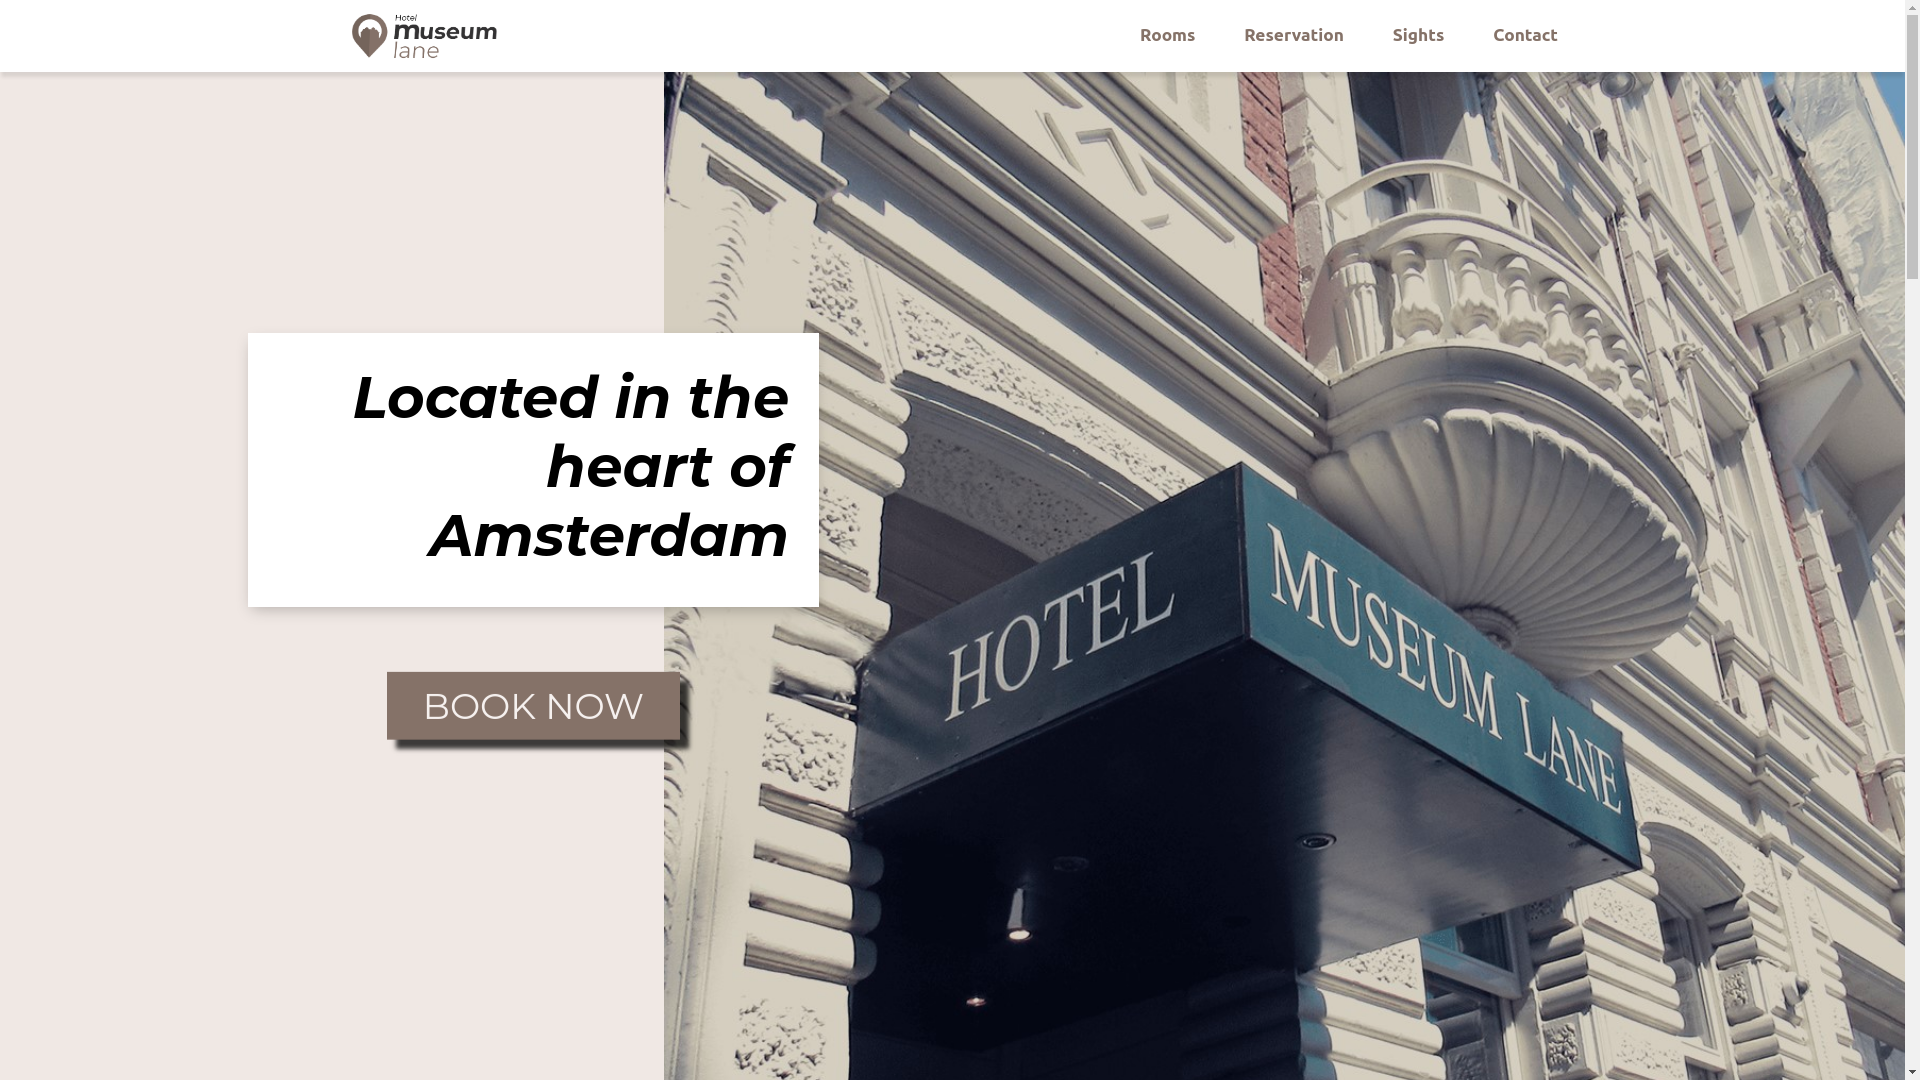 Hotel
museum
lane
Rooms
Reservation
Sights
Contact
Located in the
heart of
Amsterdam
BOOK NOW
HOTEL
MUSEUM LANE